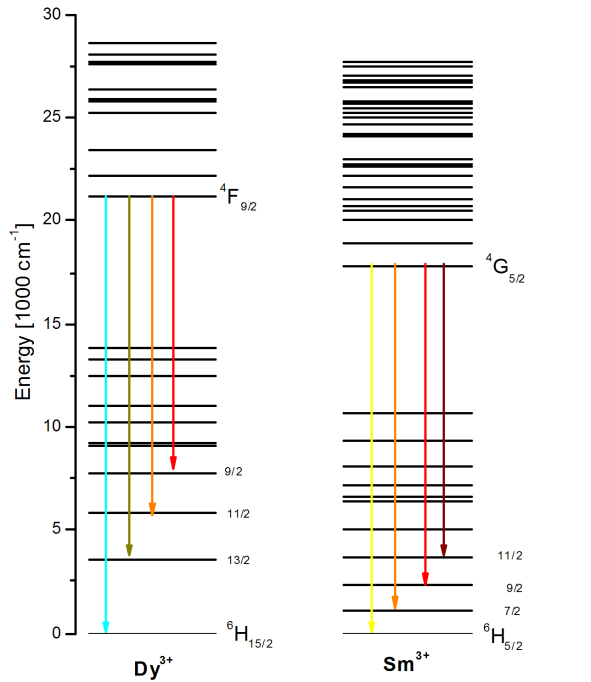 30
25
20
15
10
5
0
Energy [1000 cm⁻¹]
⁴F₉/₂
9/2
11/2
13/2
⁶H₁₅/₂
Dy³⁺
⁴G₅/₂
11/2
9/2
7/2
⁶H₅/₂
Sm³⁺